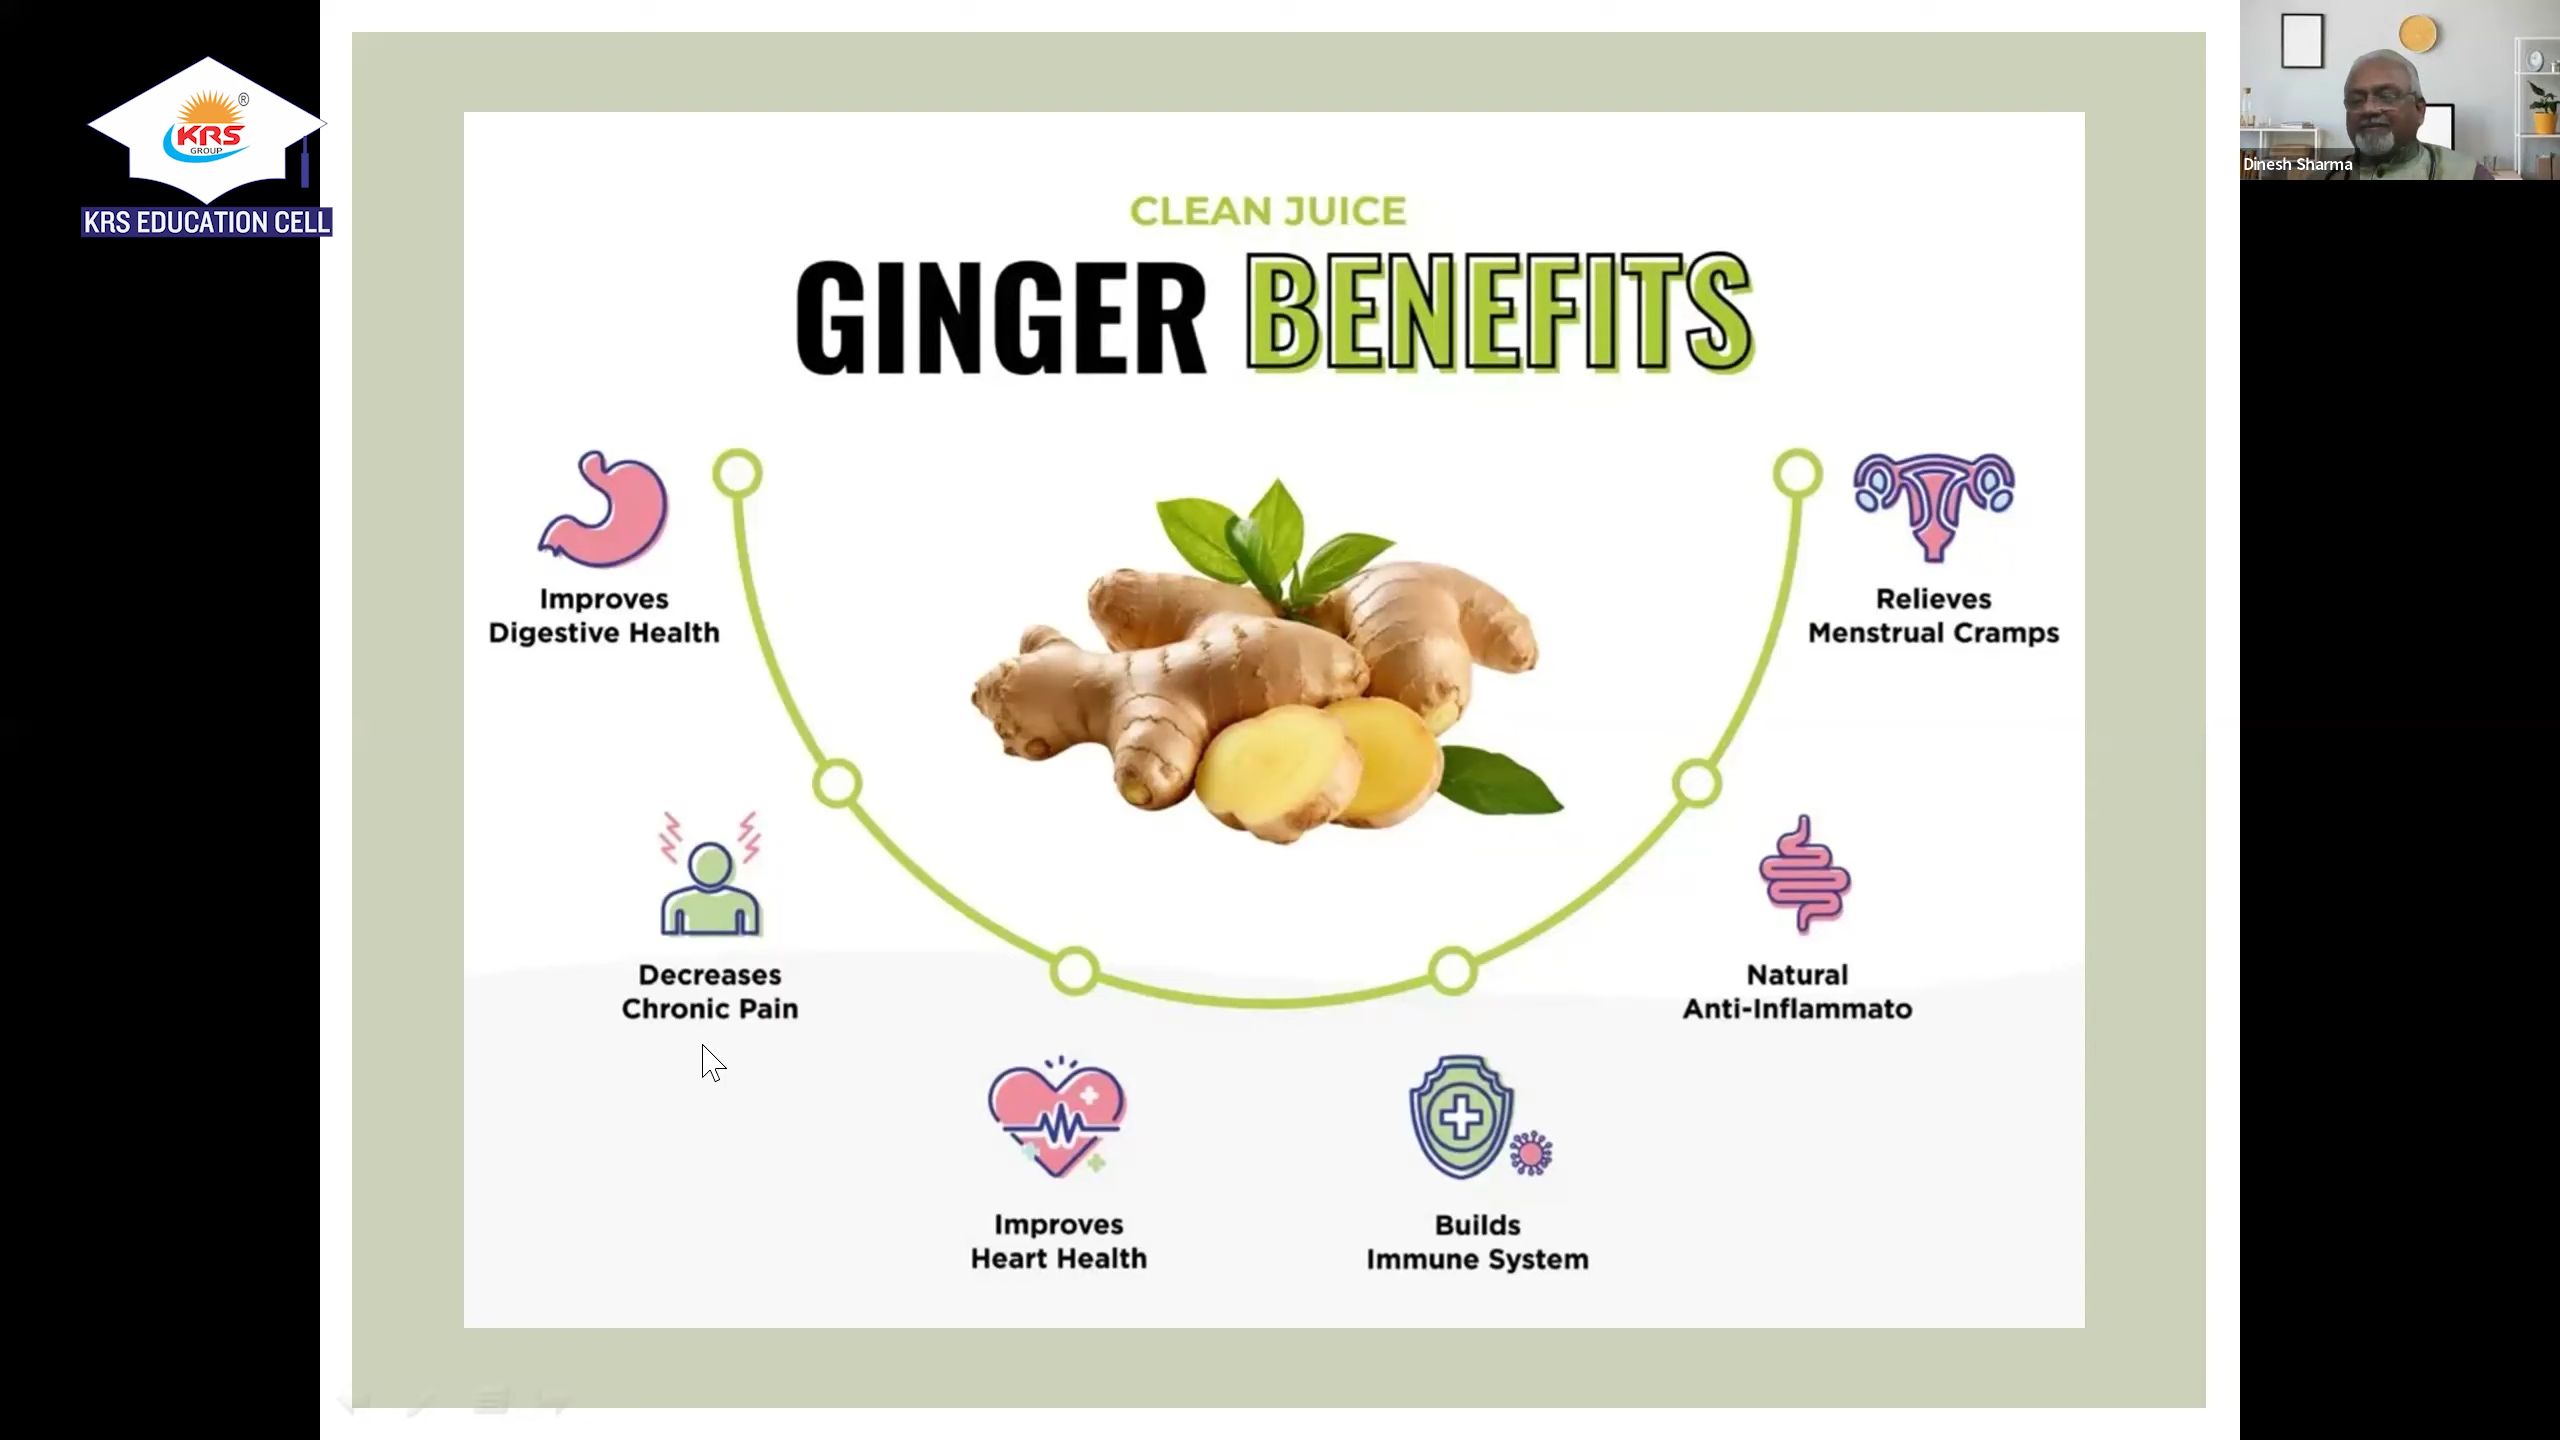 KRS
®
GROUP
KRS EDUCATION CELL
Dinesh Sharma
CLEAN JUICE
GINGER BENEFITS
Improves
Digestive Health
Relieves
Menstrual Cramps
Decreases
Chronic Pain
Natural
Anti-Inflammato
Improves
Heart Health
Builds
Immune System